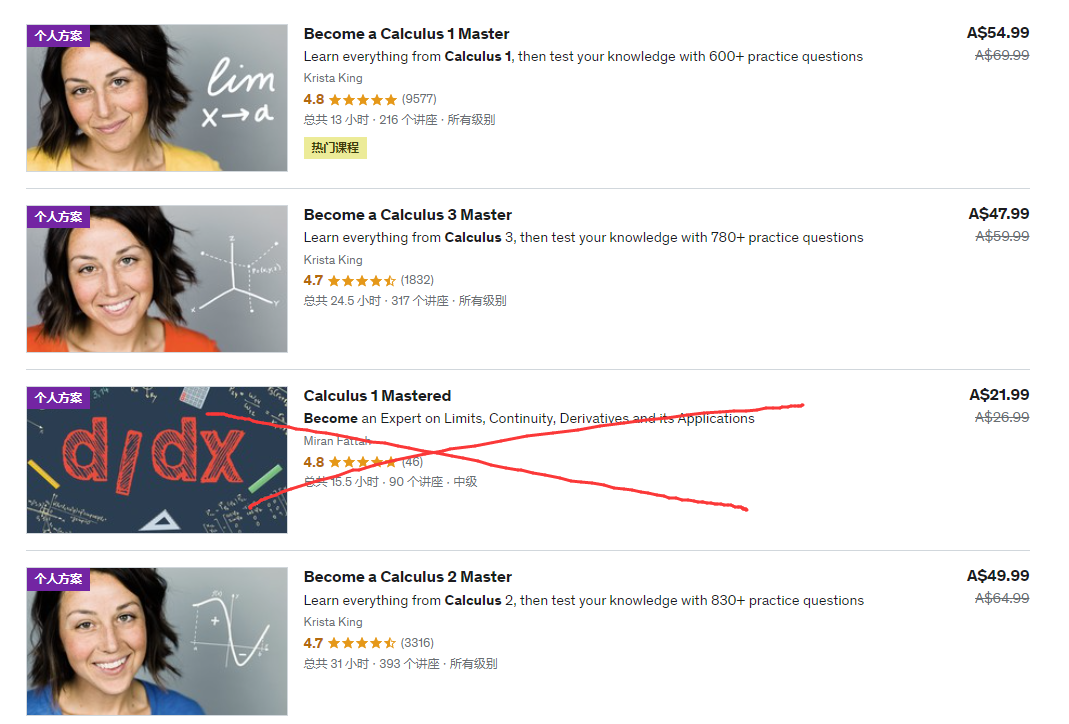 个人方案
lim
x→a
Become a Calculus 1 Master
A$54.99
Learn everything from Calculus 1, then test your knowledge with 600+ practice questions
A$69.99
Krista King
4.8 (9577)
总共 13 小时 · 216 个讲座 · 所有级别
热门课程
个人方案
Become a Calculus 3 Master
A$47.99
Learn everything from Calculus 3, then test your knowledge with 780+ practice questions
A$59.99
Krista King
4.7 (1832)
总共 24.5 小时 · 317 个讲座 · 所有级别
个人方案
d/dx
Calculus 1 Mastered
A$21.99
Become an Expert on Limits, Continuity, Derivatives and its Applications
A$26.99
Miran Fattah
4.8 (46)
总共 15.5 小时 · 90 个讲座 · 中级
个人方案
Become a Calculus 2 Master
A$49.99
Learn everything from Calculus 2, then test your knowledge with 830+ practice questions
A$64.99
Krista King
4.7 (3316)
总共 31 小时 · 393 个讲座 · 所有级别